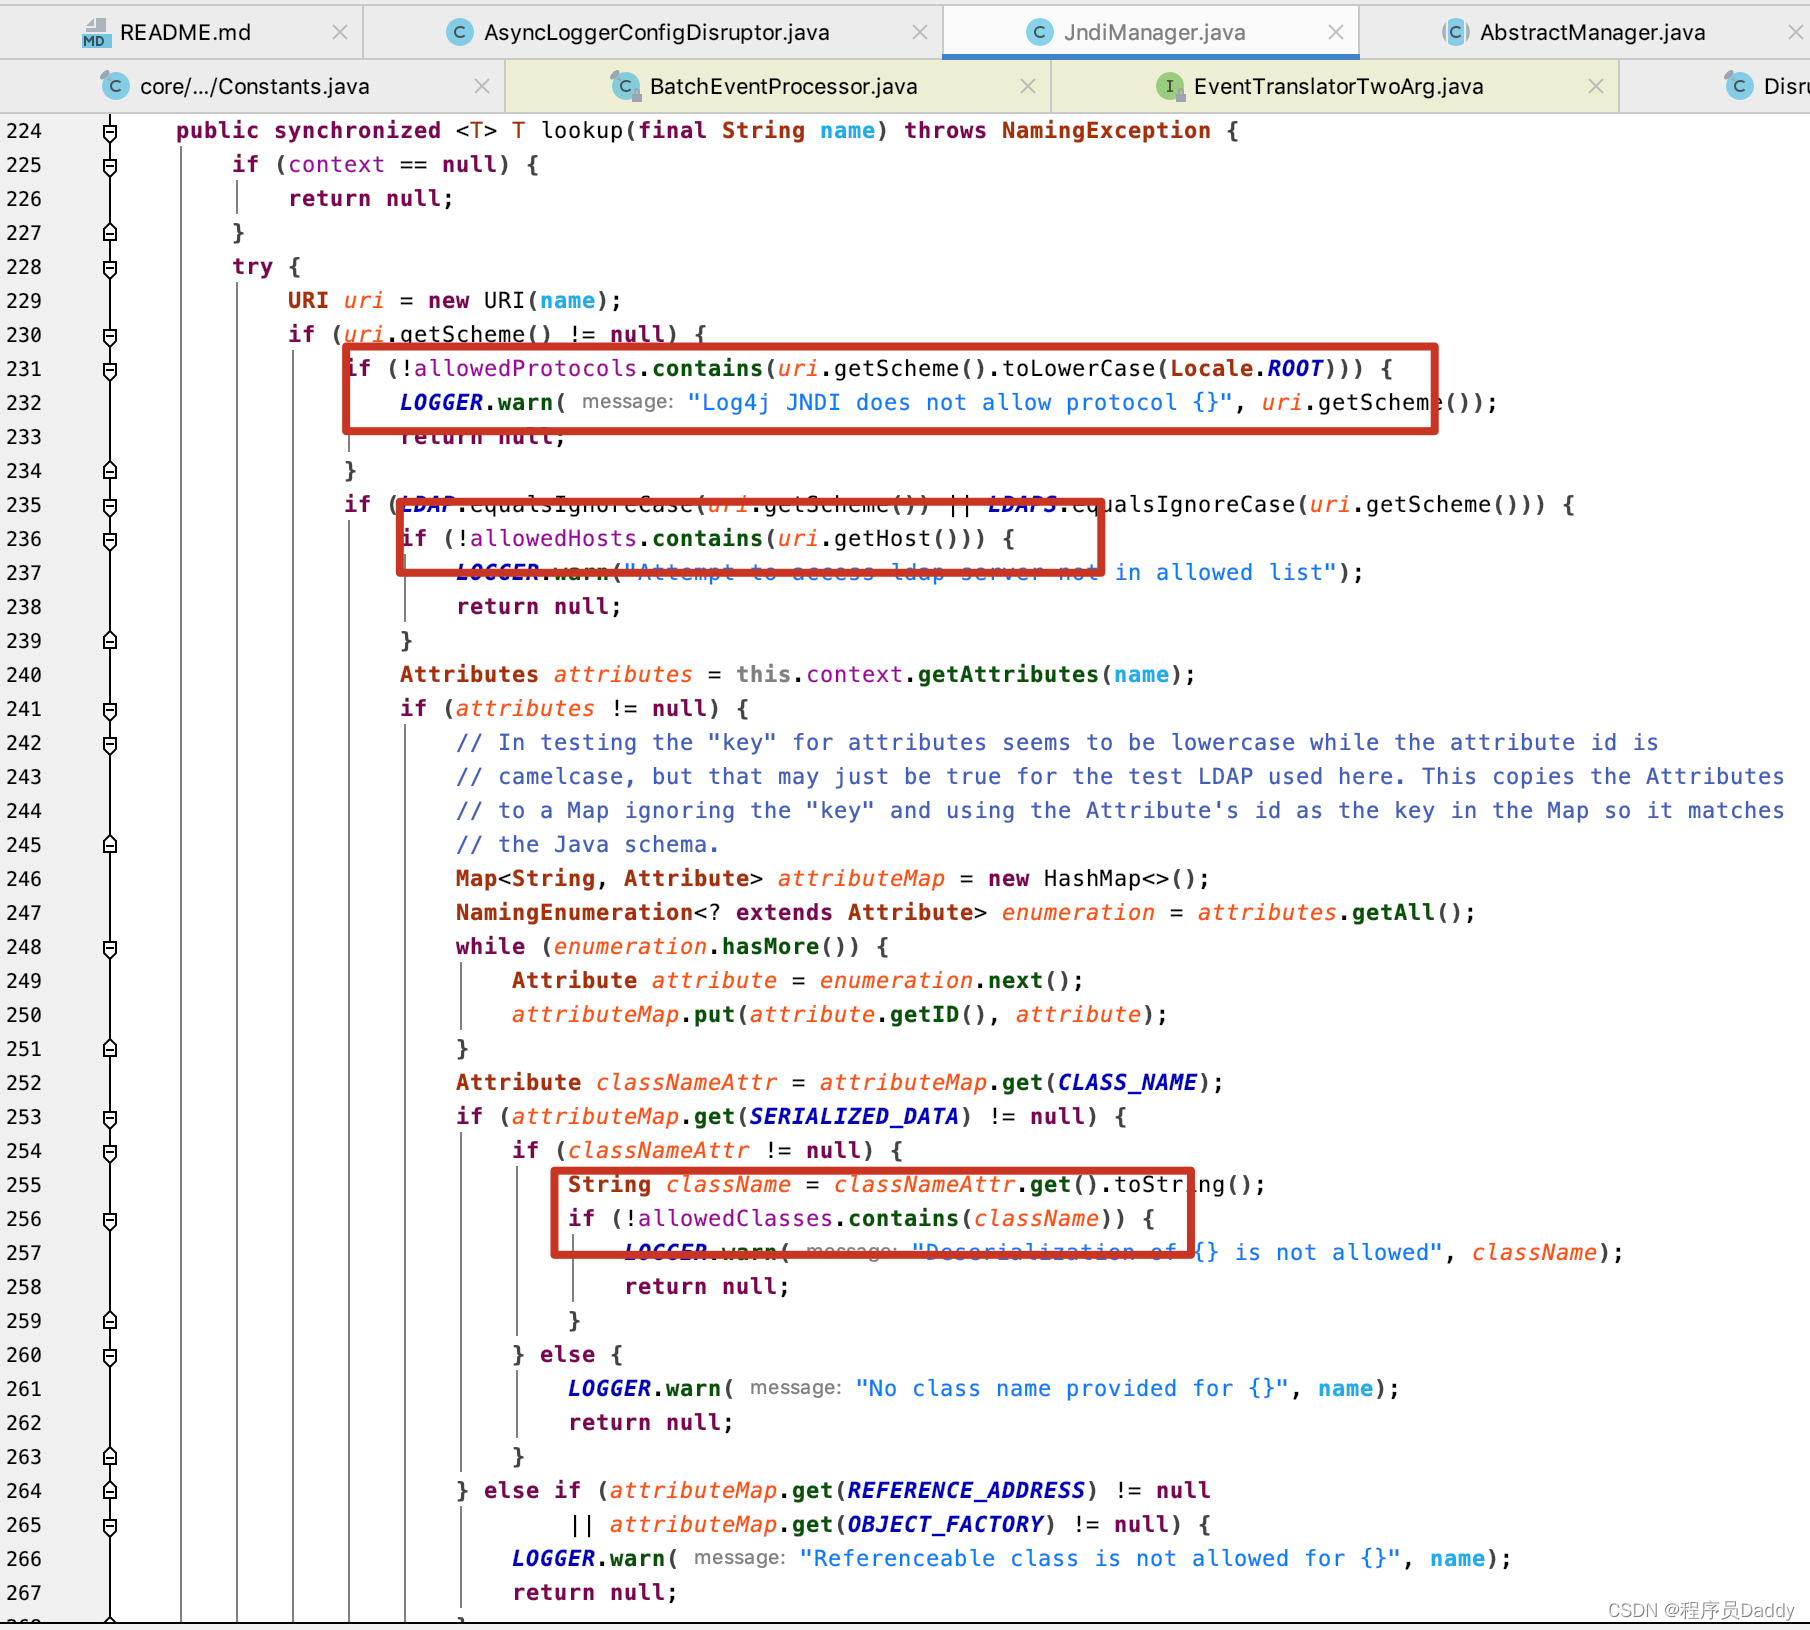 README.md
AsyncLoggerConfigDisruptor.java
JndiManager.java
AbstractManager.java
core/.../Constants.java
BatchEventProcessor.java
EventTranslatorTwoArg.java
Disru
224 public synchronized <T> T lookup(final String name) throws NamingException {
225 if (context == null) {
226 return null;
227 }
228 try {
229 URI uri = new URI(name);
230 if (uri.getScheme() != null) {
231 if (!allowedProtocols.contains(uri.getScheme().toLowerCase(Locale.ROOT))) {
232 LOGGER.warn( message: "Log4j JNDI does not allow protocol {}", uri.getScheme());
233 return null;
234 }
235 if (LDAP.equalsIgnoreCase(uri.getScheme()) || LDAPS.equalsIgnoreCase(uri.getScheme())) {
236 if (!allowedHosts.contains(uri.getHost())) {
237 LOGGER.warn("Attempt to access ldap server not in allowed list");
238 return null;
239 }
240 Attributes attributes = this.context.getAttributes(name);
241 if (attributes != null) {
242 // In testing the "key" for attributes seems to be lowercase while the attribute id is
243 // camelcase, but that may just be true for the test LDAP used here. This copies the Attributes
244 // to a Map ignoring the "key" and using the Attribute's id as the key in the Map so it matches
245 // the Java schema.
246 Map<String, Attribute> attributeMap = new HashMap<>();
247 NamingEnumeration<? extends Attribute> enumeration = attributes.getAll();
248 while (enumeration.hasMore()) {
249 Attribute attribute = enumeration.next();
250 attributeMap.put(attribute.getID(), attribute);
251 }
252 Attribute classNameAttr = attributeMap.get(CLASS_NAME);
253 if (attributeMap.get(SERIALIZED_DATA) != null) {
254 if (classNameAttr != null) {
255 String className = classNameAttr.get().toString();
256 if (!allowedClasses.contains(className)) {
257 LOGGER.warn( message: "Deserialization of {} is not allowed", className);
258 return null;
259 }
260 } else {
261 LOGGER.warn( message: "No class name provided for {}", name);
262 return null;
263 }
264 } else if (attributeMap.get(REFERENCE_ADDRESS) != null
265 || attributeMap.get(OBJECT_FACTORY) != null) {
266 LOGGER.warn( message: "Referenceable class is not allowed for {}", name);
267 return null;
CSDN @程序员Daddy